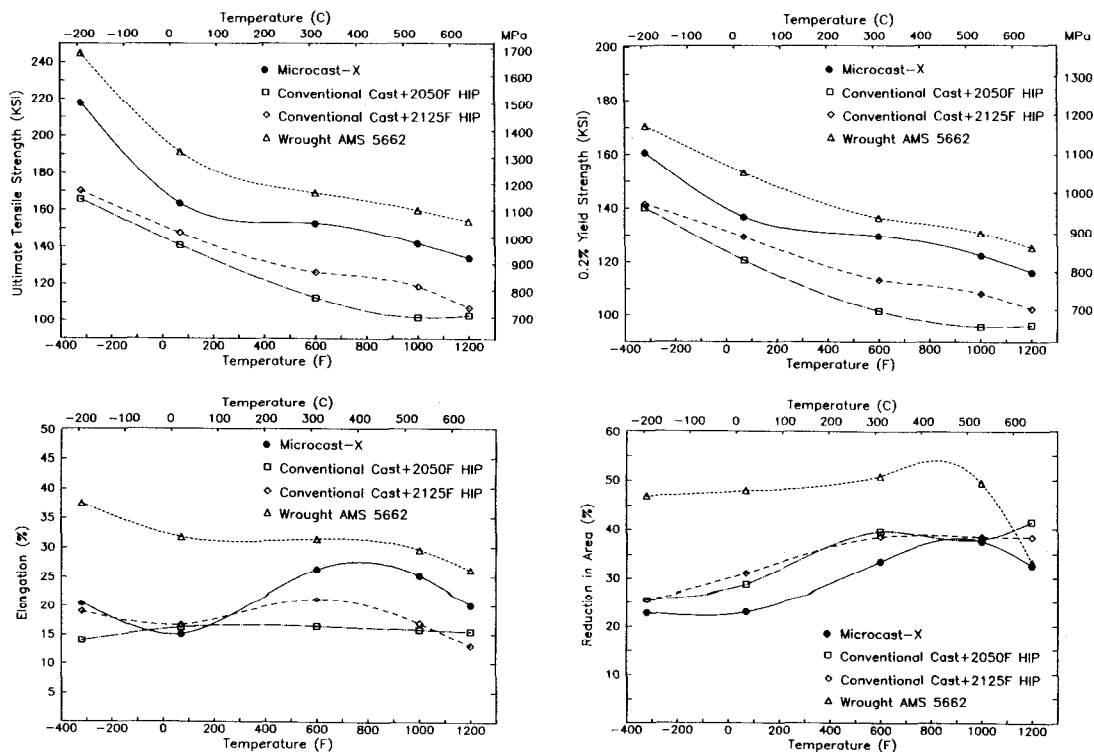 Temperature (C)
−200 −100 0 100 200 300 400 500 600
MPa
Ultimate Tensile Strength (KSI)
240
220
200
180
160
140
120
100
1700
1600
1500
1400
1300
1200
1100
1000
900
800
700
Microcast−X
Conventional Cast+2050F HIP
Conventional Cast+2125F HIP
Wrought AMS 5662
−400 −200 0 200 400 600 800 1000 1200
Temperature (F)
Temperature (C)
−200 −100 0 100 200 300 400 500 600
MPa
0.2% Yield Strength (KSI)
200
180
160
140
120
100
1300
1200
1100
1000
900
800
700
Microcast−X
Conventional Cast+2050F HIP
Conventional Cast+2125F HIP
Wrought AMS 5662
−400 −200 0 200 400 600 800 1000 1200
Temperature (F)
Temperature (C)
−200 −100 0 100 200 300 400 500 600
Elongation (%)
50
45
40
35
30
25
20
15
10
5
Microcast−X
Conventional Cast+2050F HIP
Conventional Cast+2125F HIP
Wrought AMS 5662
−400 −200 0 200 400 600 800 1000 1200
Temperature (F)
Temperature (C)
−200 −100 0 100 200 300 400 500 600
Reduction in Area (%)
60
50
40
30
20
10
Microcast−X
Conventional Cast+2050F HIP
Conventional Cast+2125F HIP
Wrought AMS 5662
−400 −200 0 200 400 600 800 1000 1200
Temperature (F)